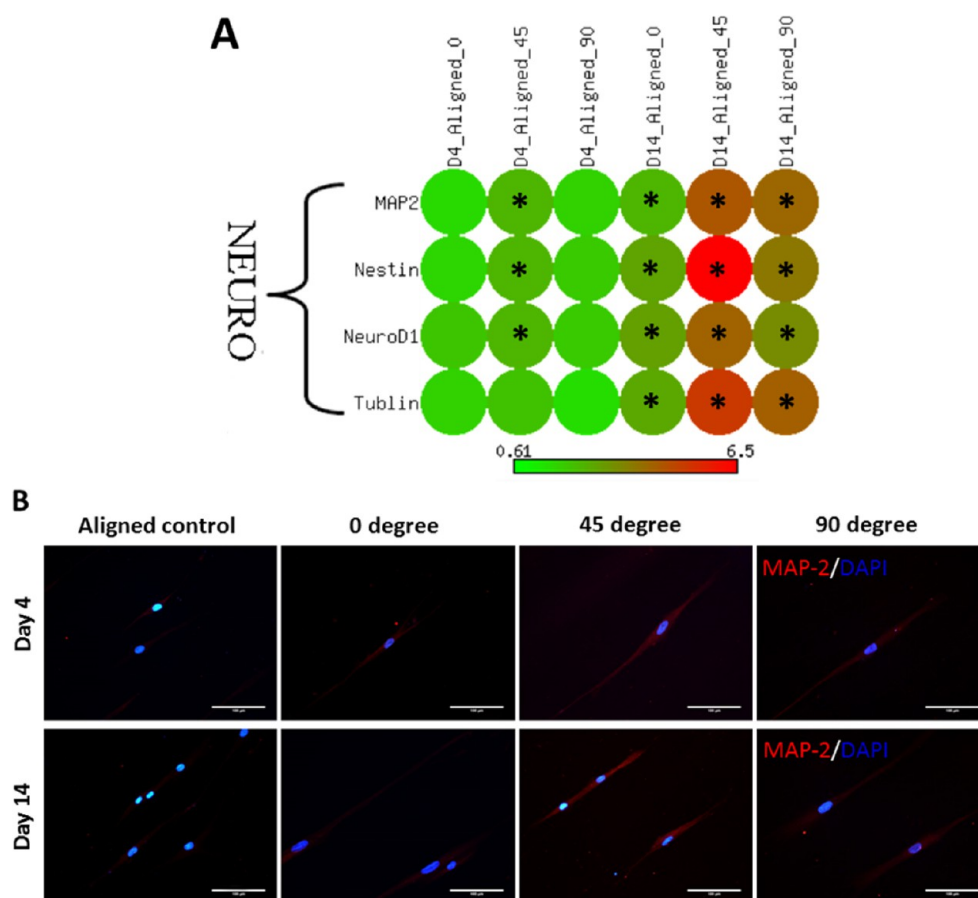 A
D4_Aligned_0
D4_Aligned_45
D4_Aligned_90
D14_Aligned_0
D14_Aligned_45
D14_Aligned_90
NEURO
MAP2
* * * *
Nestin
* * * *
NeuroD1
* * * *
Tublin
* * *
0.61 6.5
B
Aligned control 0 degree 45 degree 90 degree
Day 4
MAP-2/DAPI
Day 14
MAP-2/DAPI